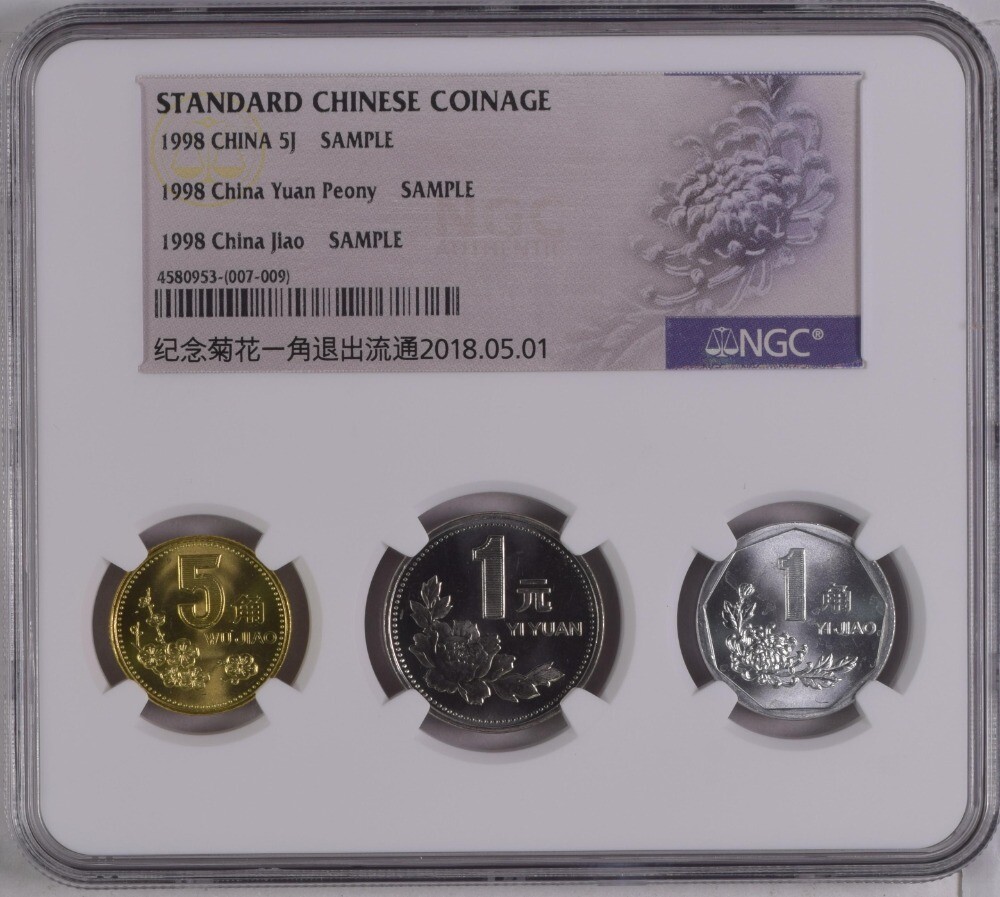 STANDARD CHINESE COINAGE
1998 CHINA 5J SAMPLE
1998 China Yuan Peony SAMPLE
1998 China Jiao SAMPLE
4580953-(007-009)
纪念菊花一角退出流通2018.05.01
NGC®
5角
WU JIAO
1元
YI YUAN
1角
YI JIAO